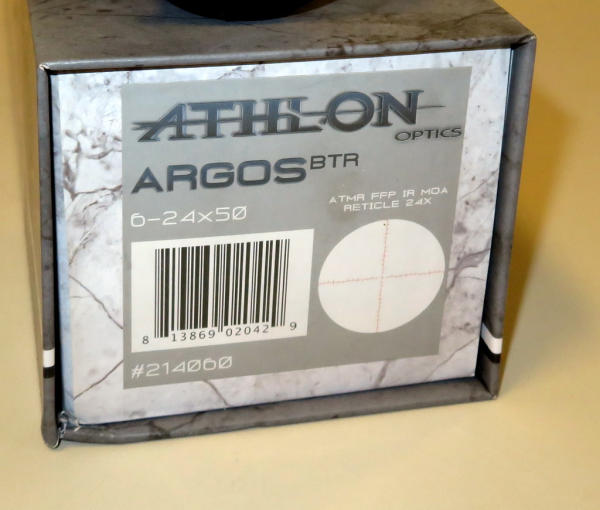 ATHLON
OPTICS
ARGOS BTR
6-24x50
ATMR FFP IR MOA
RETICLE 24X
8 13869 02042 9
#214060